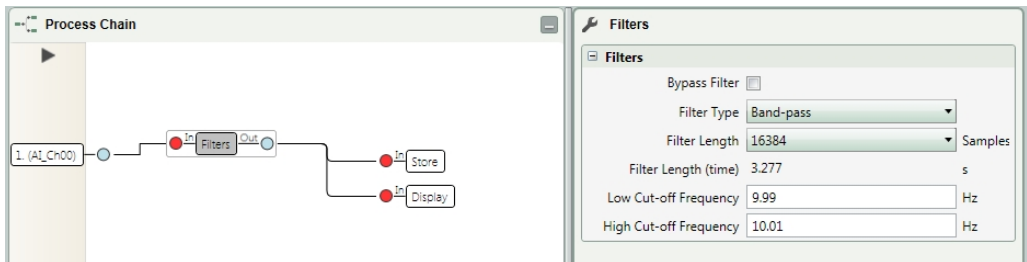 Process Chain
1. (AI_Ch00)
In Filters Out
In Store
In Display
Filters
Filters
Bypass Filter
Filter Type Band-pass
Filter Length 16384 Samples
Filter Length (time) 3.277 s
Low Cut-off Frequency 9.99 Hz
High Cut-off Frequency 10.01 Hz